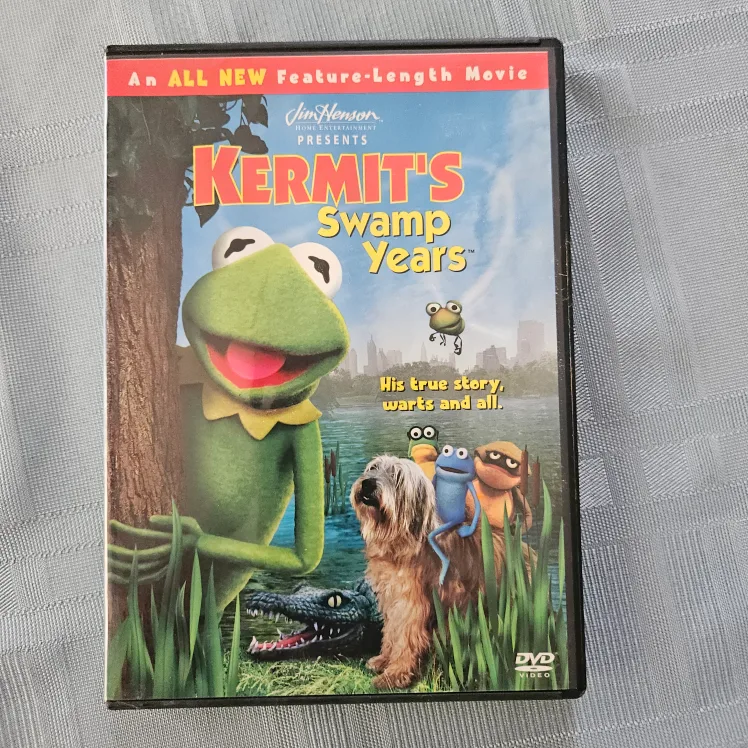 An ALL NEW Feature-Length Movie
Jim Henson
HOME ENTERTAINMENT
PRESENTS
KERMIT'S
Swamp
Years™
His true story,
warts and all.
DVD
VIDEO